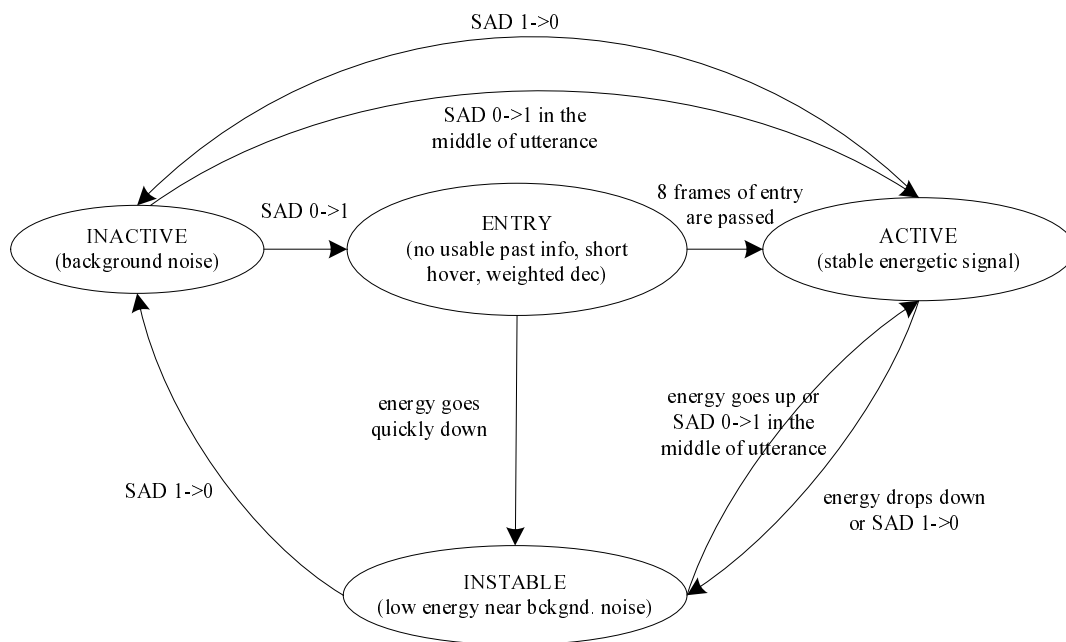 SAD 1->0
SAD 0->1 in the
middle of utterance
SAD 0->1
8 frames of entry
are passed
INACTIVE
(background noise)
ENTRY
(no usable past info, short
hover, weighted dec)
ACTIVE
(stable energetic signal)
energy goes
quickly down
energy goes up or
SAD 0->1 in the
middle of utterance
SAD 1->0
energy drops down
or SAD 1->0
INSTABLE
(low energy near bckgnd. noise)